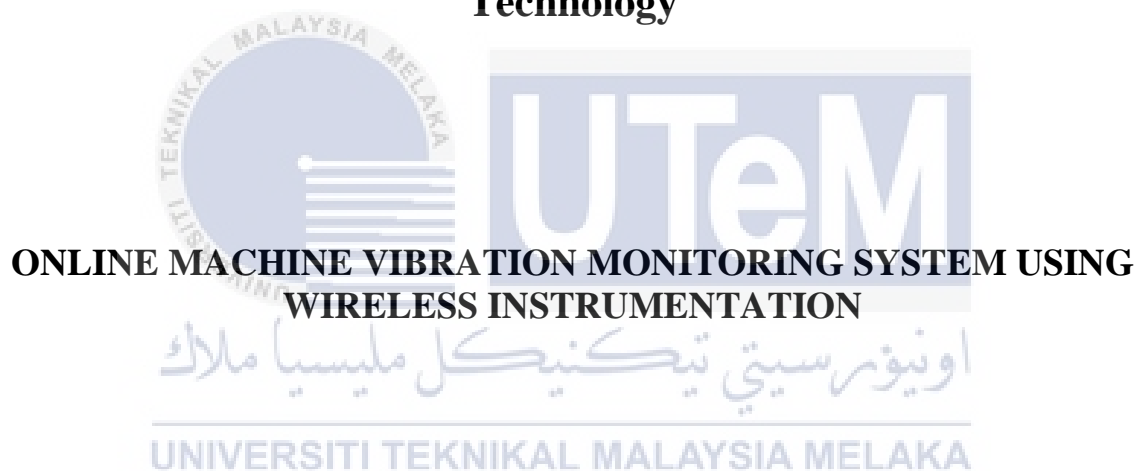 Technology
MALAYSIA
TEKNIKAL MELAKA
UTeM
ONLINE MACHINE VIBRATION MONITORING SYSTEM USING
WIRELESS INSTRUMENTATION
اونيۏرسيتي تيكنيكل مليسيا ملاك
UNIVERSITI TEKNIKAL MALAYSIA MELAKA